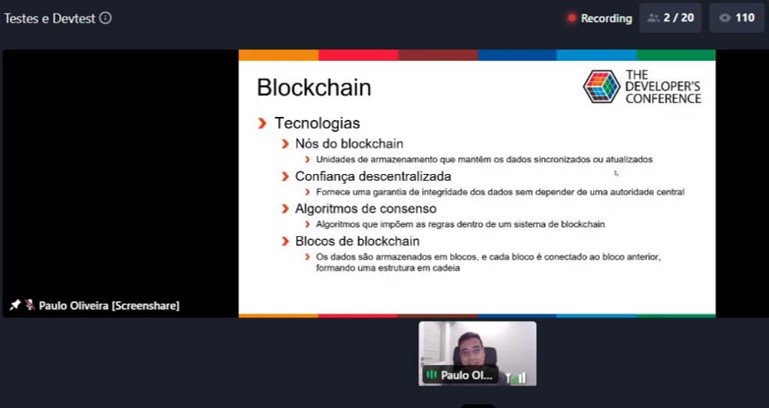 Testes e Devtest
Recording
2 / 20
110
Blockchain
THE
DEVELOPER'S
CONFERENCE
Tecnologias
Nós do blockchain
Unidades de armazenamento que mantêm os dados sincronizados ou atualizados
Confiança descentralizada
Fornece uma garantia de integridade dos dados sem depender de uma autoridade central
Algoritmos de consenso
Algoritmos que impõem as regras dentro de um sistema de blockchain
Blocos de blockchain
Os dados são armazenados em blocos, e cada bloco é conectado ao bloco anterior,
formando uma estrutura em cadeia
Paulo Oliveira [Screenshare]
Paulo Ol...